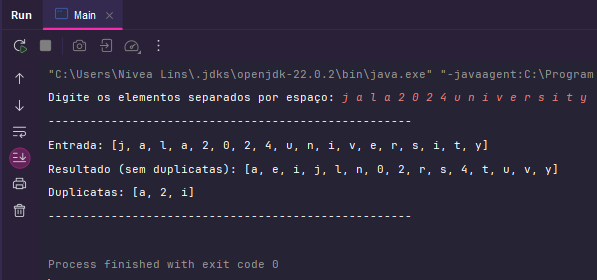 Run Main
"C:\Users\Nívea Lins\.jdks\openjdk-22.0.2\bin\java.exe" "-javaagent:C:\Program
Digite os elementos separados por espaço: j a l a 2 0 2 4 u n i v e r s i t y
-----------------------------------------------------
Entrada: [j, a, l, a, 2, 0, 2, 4, u, n, i, v, e, r, s, i, t, y]
Resultado (sem duplicatas): [a, e, i, j, l, n, 0, 2, r, s, 4, t, u, v, y]
Duplicatas: [a, 2, i]
-----------------------------------------------------
Process finished with exit code 0